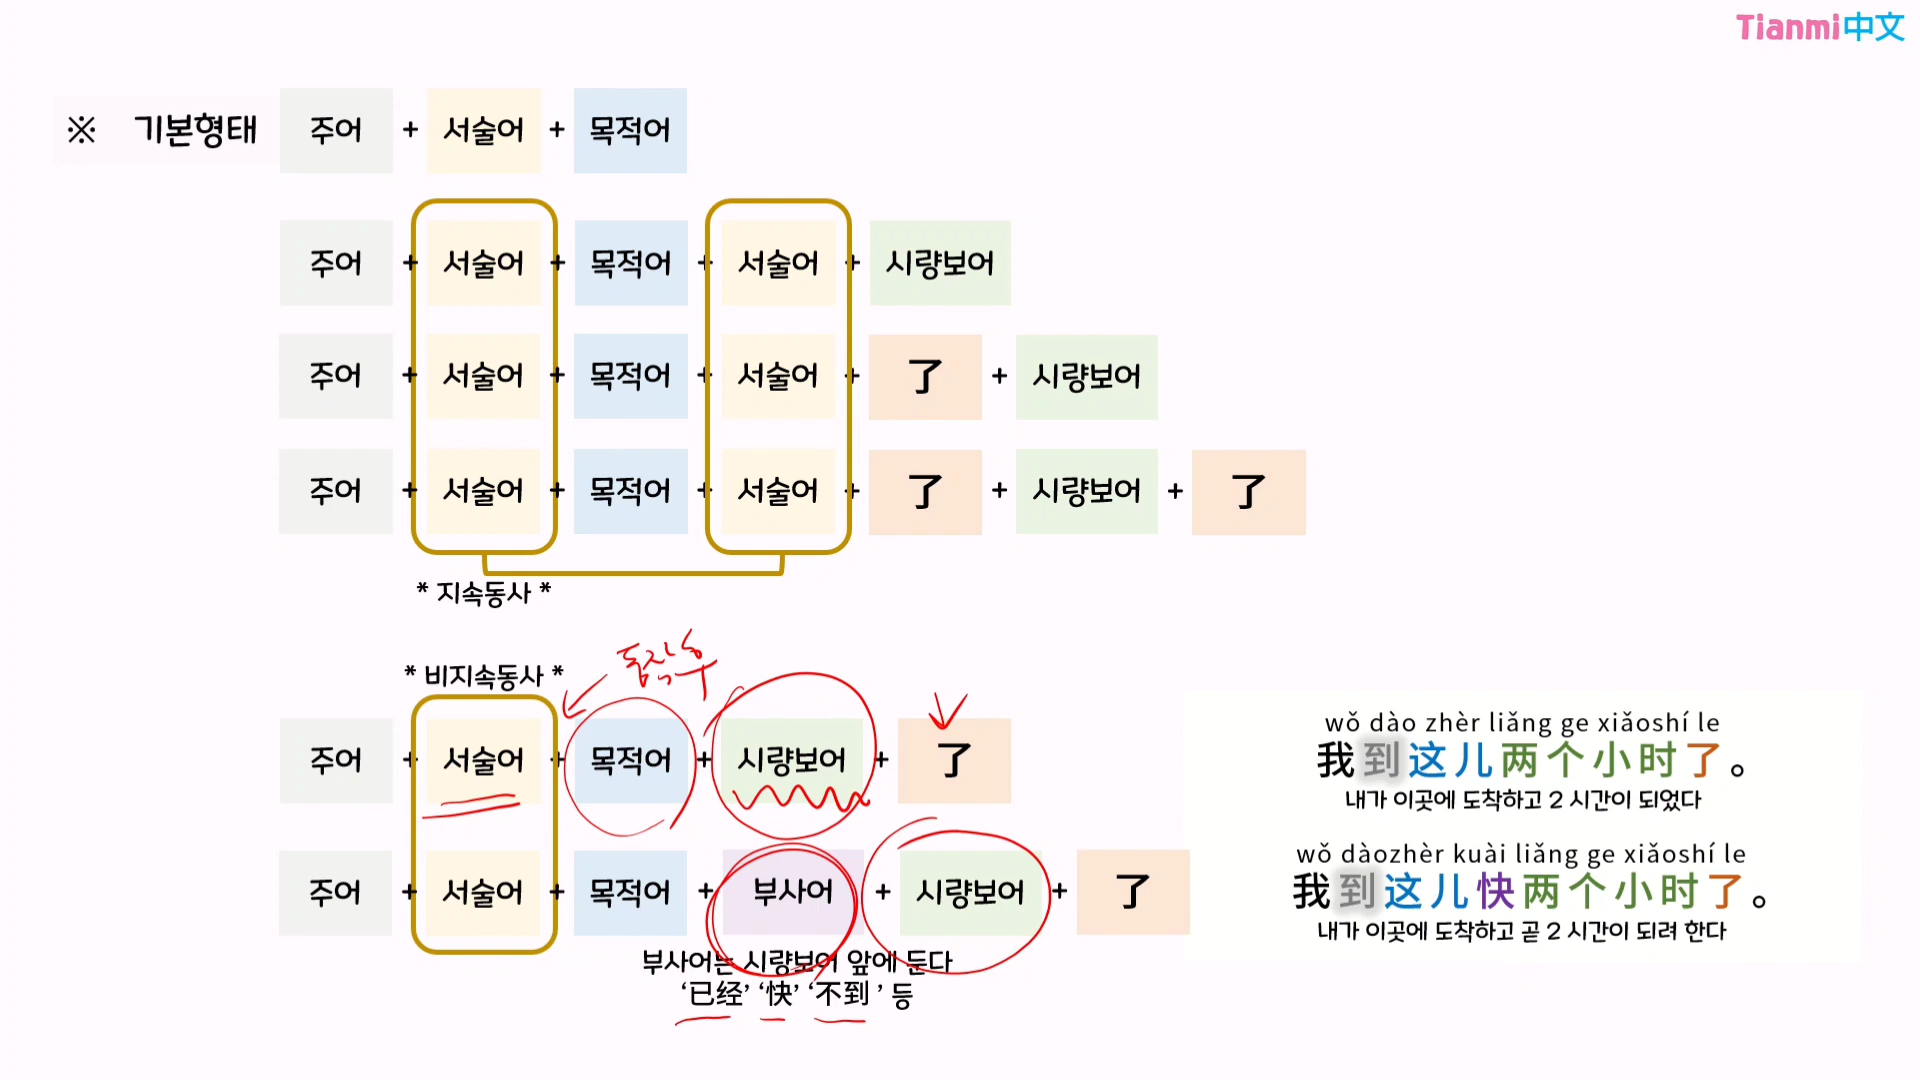 Tianmi中文
※ 기본형태 주어 + 서술어 + 목적어
주어 + 서술어 + 목적어 + 서술어 + 시량보어
주어 + 서술어 + 목적어 + 서술어 + 了 + 시량보어
주어 + 서술어 + 목적어 + 서술어 + 了 + 시량보어 + 了
* 지속동사 *
동작 후
* 비지속동사 *
주어 + 서술어 + 목적어 + 시량보어 + 了
주어 + 서술어 + 목적어 + 부사어 + 시량보어 + 了
부사어는 시량보어 앞에 둔다
‘已经’ ‘快’ ‘不到 ’ 등
wǒ dào zhèr liǎng ge xiǎoshí le
我到这儿两个小时了。
내가 이곳에 도착하고 2 시간이 되었다
wǒ dàozhèr kuài liǎng ge xiǎoshí le
我到这儿快两个小时了。
내가 이곳에 도착하고 곧 2 시간이 되려 한다